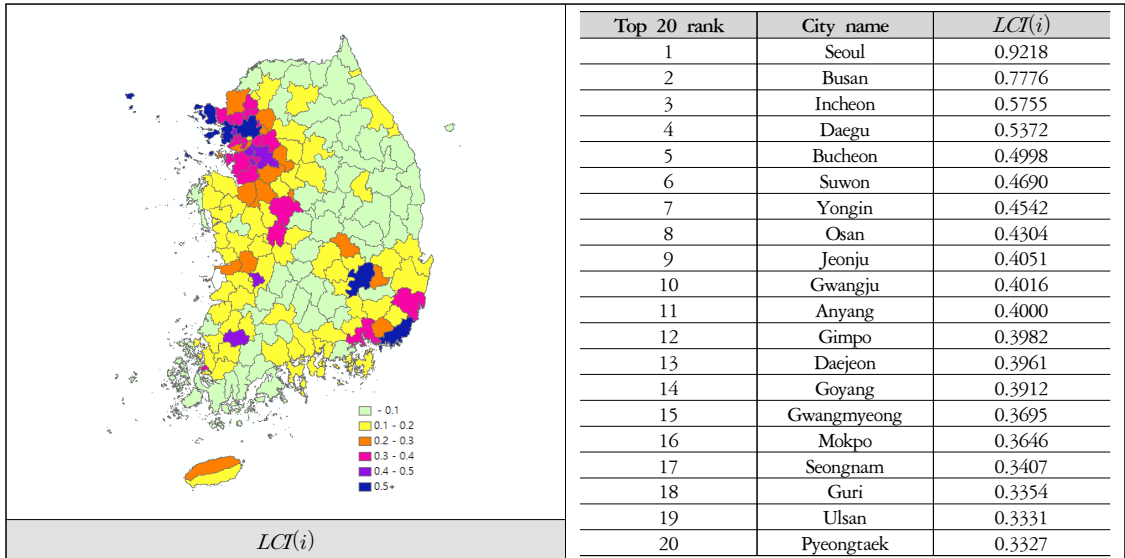 - 0.1
0.1 - 0.2
0.2 - 0.3
0.3 - 0.4
0.4 - 0.5
0.5+
LCI(i)
Top 20 rank City name LCI(i)
1 Seoul 0.9218
2 Busan 0.7776
3 Incheon 0.5755
4 Daegu 0.5372
5 Bucheon 0.4998
6 Suwon 0.4690
7 Yongin 0.4542
8 Osan 0.4304
9 Jeonju 0.4051
10 Gwangju 0.4016
11 Anyang 0.4000
12 Gimpo 0.3982
13 Daejeon 0.3961
14 Goyang 0.3912
15 Gwangmyeong 0.3695
16 Mokpo 0.3646
17 Seongnam 0.3407
18 Guri 0.3354
19 Ulsan 0.3331
20 Pyeongtaek 0.3327